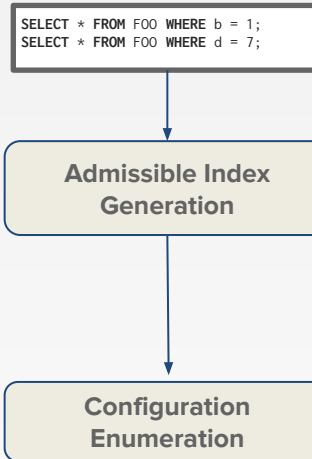 SELECT * FROM FOO WHERE b = 1;
SELECT * FROM FOO WHERE d = 7;
Admissible Index
Generation
Configuration
Enumeration